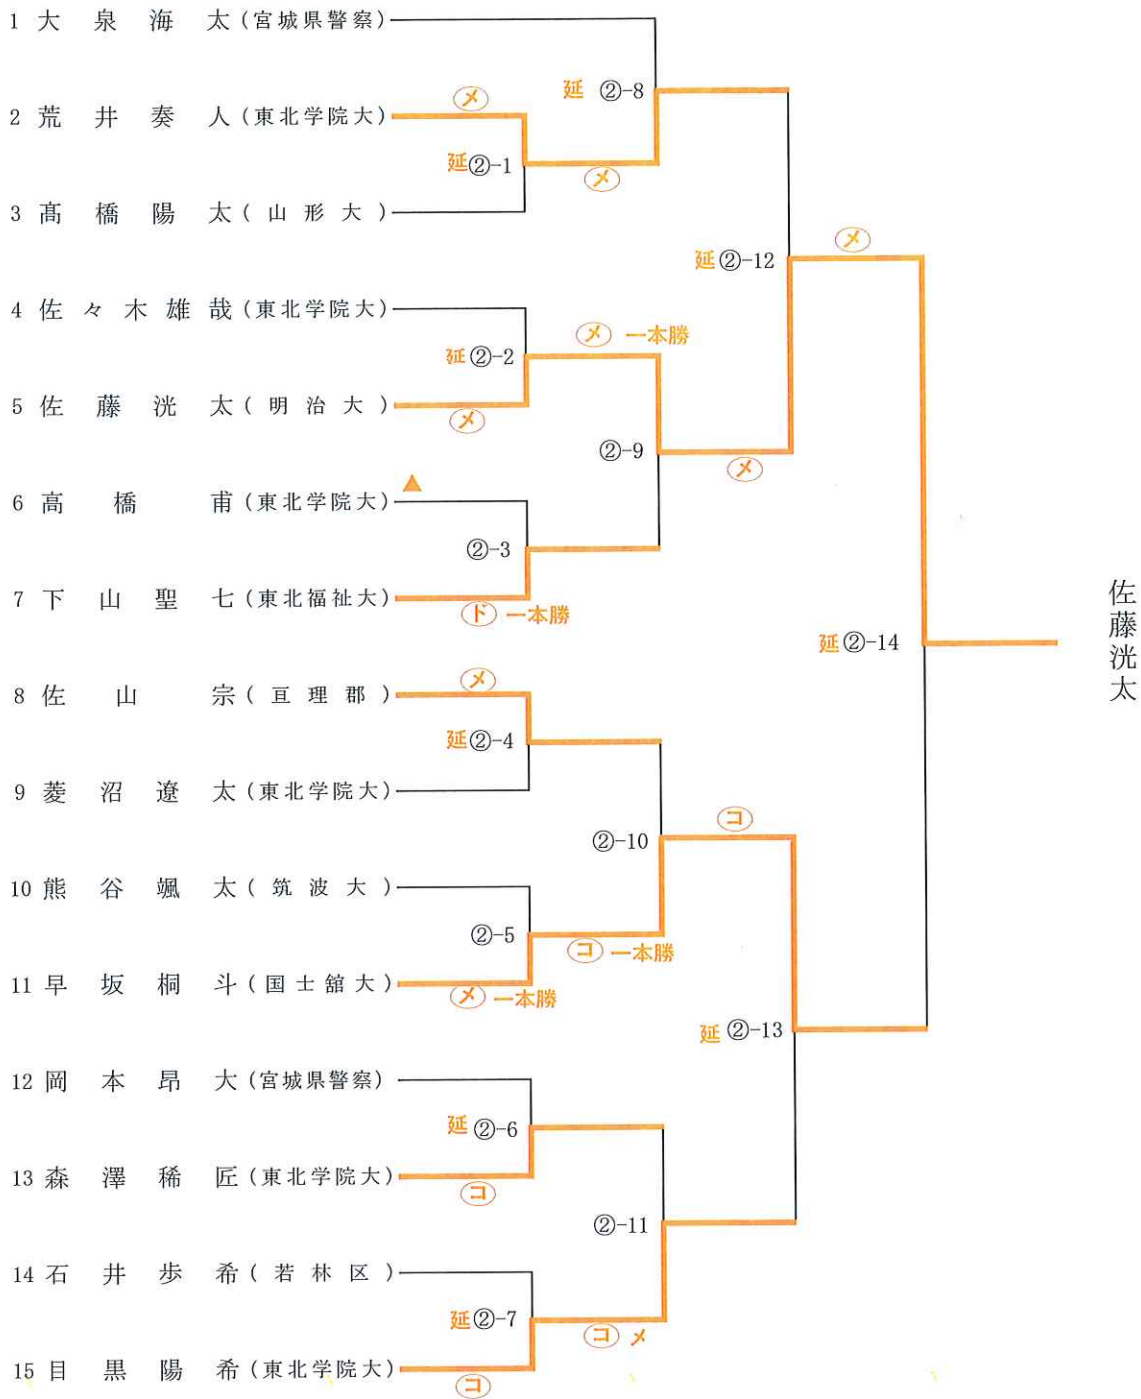 1 大泉海太(宮城県警察)
延 ②-8
メ
2 荒井奏人(東北学院大)
延②-1
メ
3 髙橋陽太(山形大)
メ
延②-12
4 佐々木雄哉(東北学院大)
メ 一本勝
延②-2
5 佐藤洸太(明治大)
メ
②-9
メ
6 高橋甫(東北学院大)
▲
②-3
7 下山聖七(東北福祉大)
ド 一本勝
延②-14
佐藤洸太
8 佐山宗(亘理郡)
メ
延②-4
9 菱沼遼太(東北学院大)
コ
②-10
10 熊谷颯太(筑波大)
②-5
コ 一本勝
11 早坂桐斗(国士舘大)
メ 一本勝
延②-13
12 岡本昂大(宮城県警察)
延②-6
13 森澤稀匠(東北学院大)
コ
②-11
14 石井歩希(若林区)
延②-7
コ メ
15 目黒陽希(東北学院大)
コ